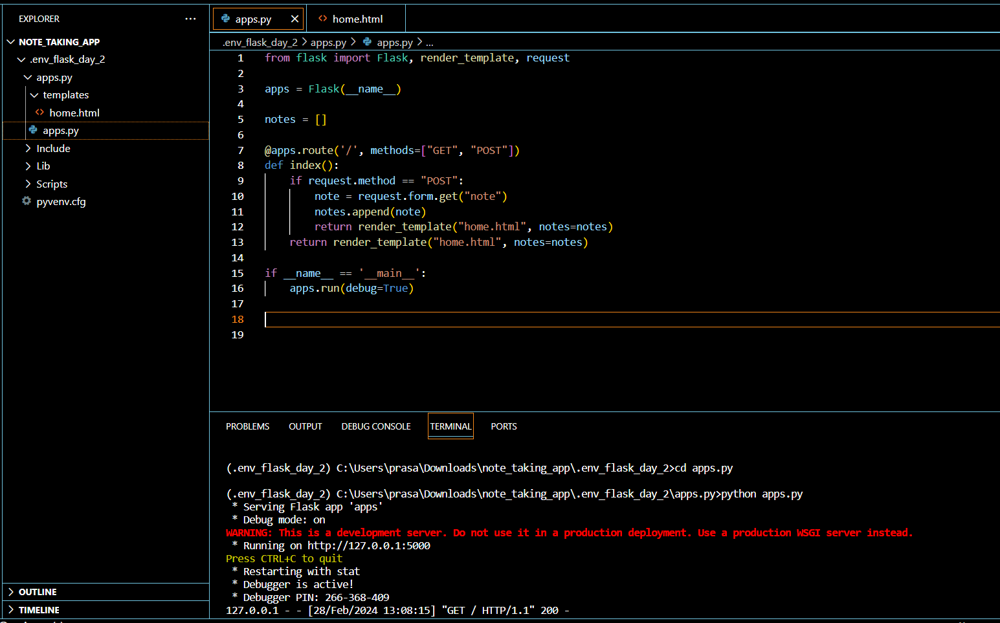 EXPLORER ...
NOTE_TAKING_APP
.env_flask_day_2
apps.py
templates
<> home.html
apps.py
Include
Lib
Scripts
pyvenv.cfg
OUTLINE
TIMELINE
apps.py × <> home.html
.env_flask_day_2 > apps.py > apps.py > ...
1 from flask import Flask, render_template, request
2
3 apps = Flask(__name__)
4
5 notes = []
6
7 @apps.route('/', methods=["GET", "POST"])
8 def index():
9     if request.method == "POST":
10         note = request.form.get("note")
11         notes.append(note)
12         return render_template("home.html", notes=notes)
13     return render_template("home.html", notes=notes)
14
15 if __name__ == '__main__':
16     apps.run(debug=True)
17
18
19
PROBLEMS OUTPUT DEBUG CONSOLE TERMINAL PORTS
(.env_flask_day_2) C:\Users\prasa\Downloads\note_taking_app\.env_flask_day_2>cd apps.py
(.env_flask_day_2) C:\Users\prasa\Downloads\note_taking_app\.env_flask_day_2\apps.py>python apps.py
* Serving Flask app 'apps'
* Debug mode: on
WARNING: This is a development server. Do not use it in a production deployment. Use a production WSGI server instead.
* Running on http://127.0.0.1:5000
Press CTRL+C to quit
* Restarting with stat
* Debugger is active!
* Debugger PIN: 266-368-409
127.0.0.1 - - [28/Feb/2024 13:08:15] "GET / HTTP/1.1" 200 -